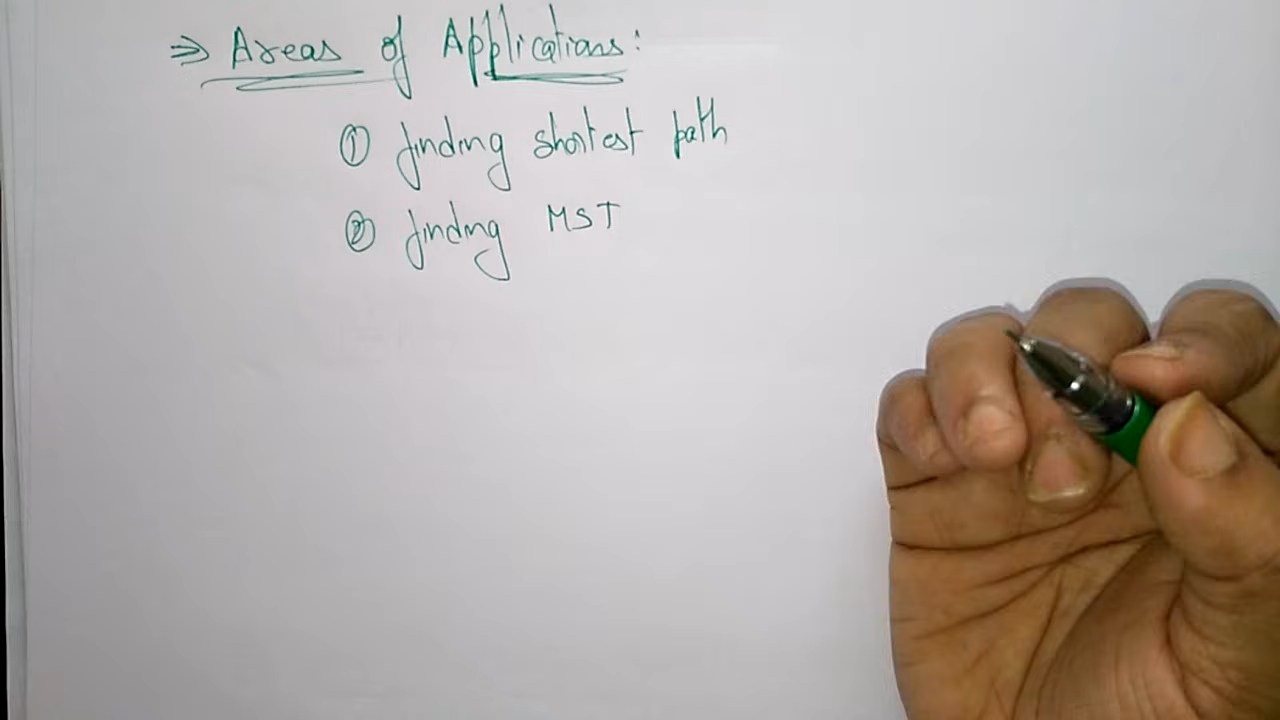 ⇒ Areas of Applications:
① finding shortest path
② finding MST